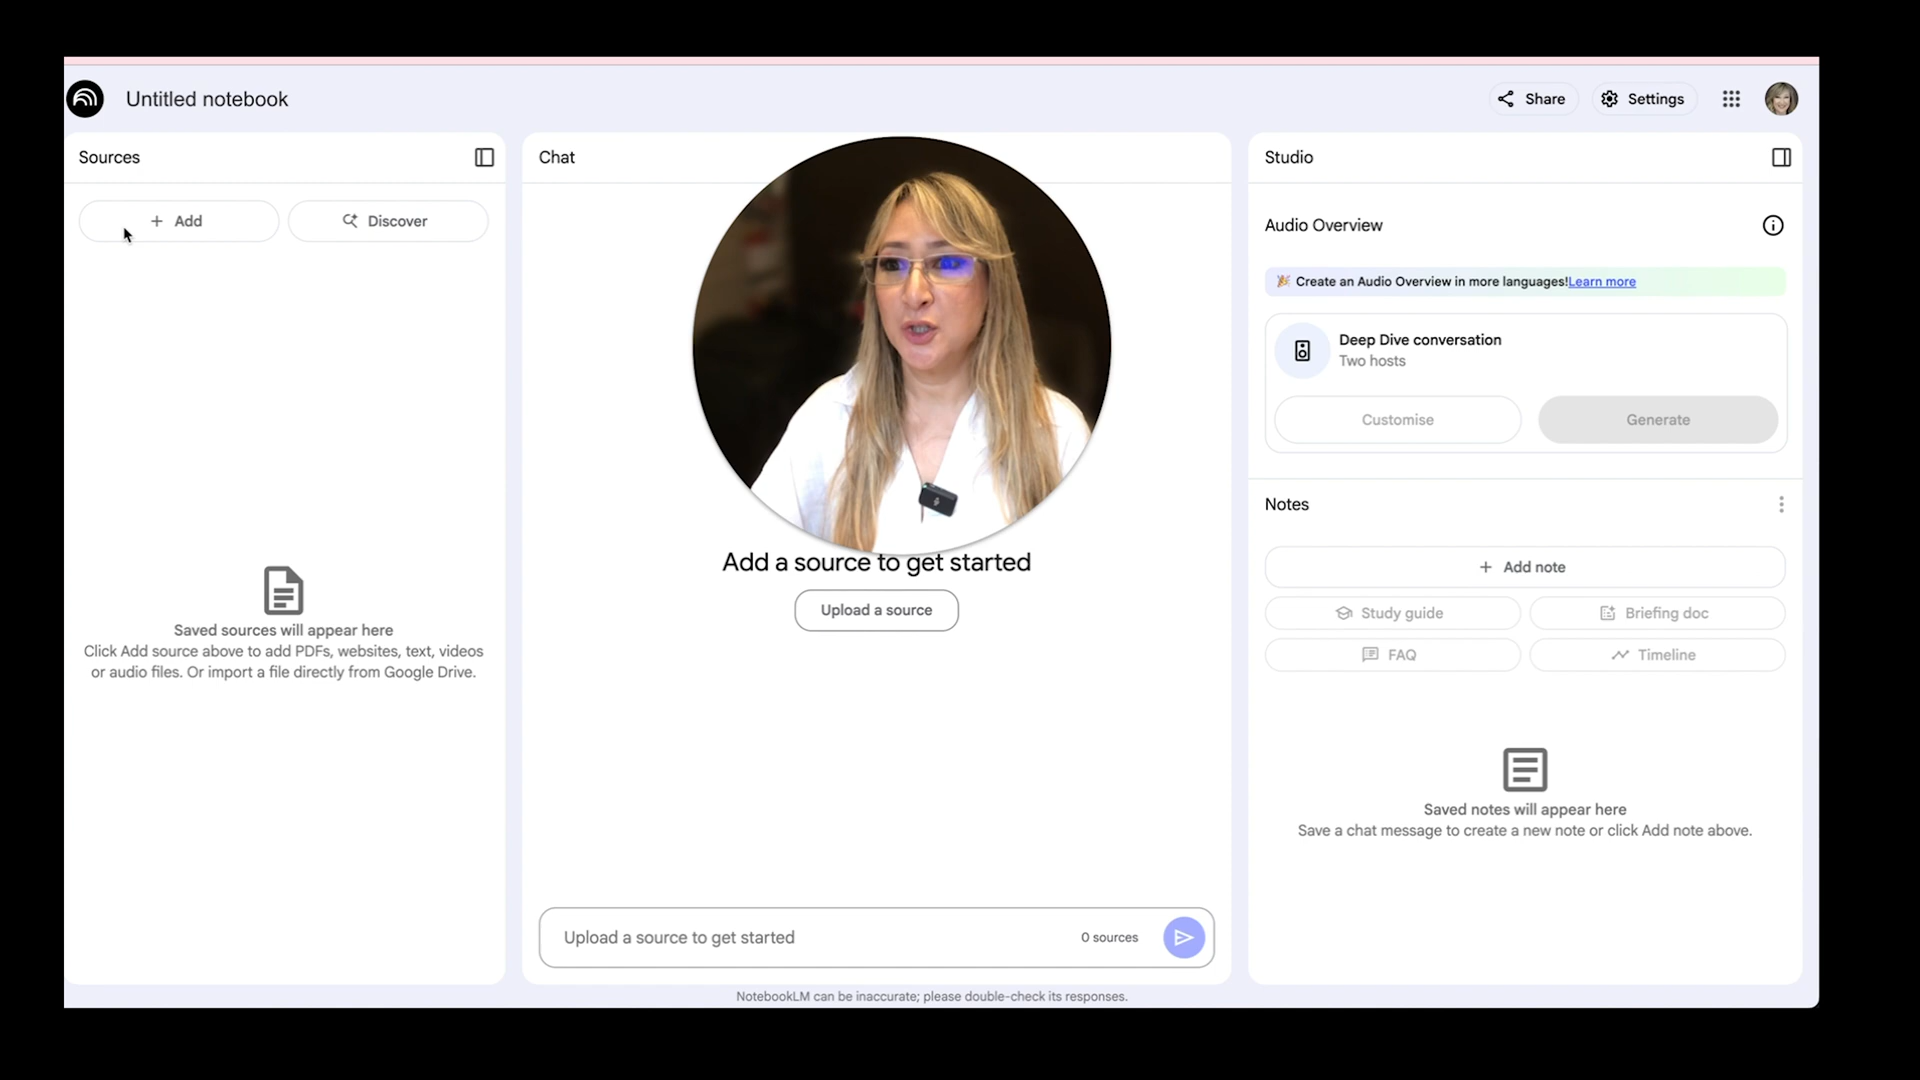 Untitled notebook
Share
Settings
Sources
Add
Discover
Saved sources will appear here
Click Add source above to add PDFs, websites, text, videos
or audio files. Or import a file directly from Google Drive.
Chat
Add a source to get started
Upload a source
Upload a source to get started
0 sources
NotebookLM can be inaccurate; please double-check its responses.
Studio
Audio Overview
Create an Audio Overview in more languages!Learn more
Deep Dive conversation
Two hosts
Customise
Generate
Notes
Add note
Study guide
Briefing doc
FAQ
Timeline
Saved notes will appear here
Save a chat message to create a new note or click Add note above.